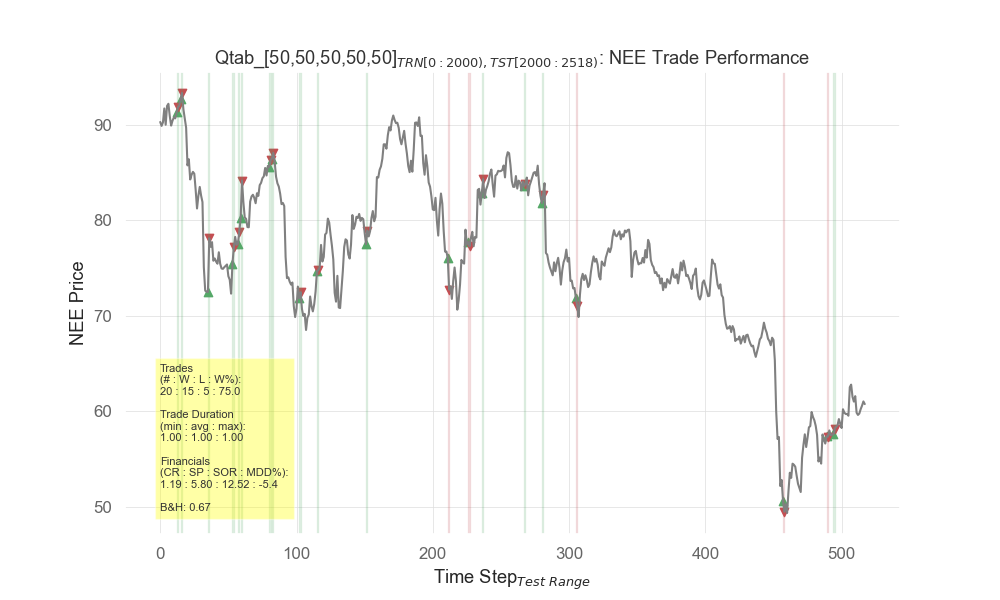 Qtab_[50,50,50,50,50]TRN[0 : 2000), TST[2000 : 2518): NEE Trade Performance
NEE Price
90
80
70
60
50
Trades
(# : W : L : W%):
20 : 15 : 5 : 75.0
Trade Duration
(min : avg : max):
1.00 : 1.00 : 1.00
Financials
(CR : SP : SOR : MDD%):
1.19 : 5.80 : 12.52 : -5.4
B&H: 0.67
0 100 200 300 400 500
Time StepTest Range